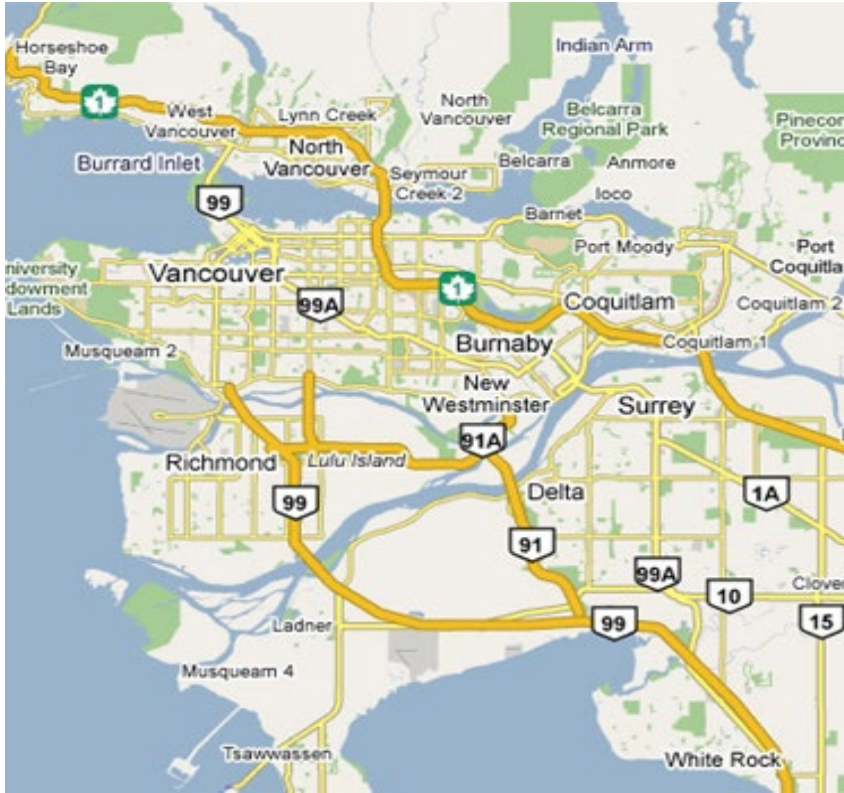 Horseshoe
Bay
Indian Arm
1
West
Vancouver
Lynn Creek
North
Vancouver
Belcarra
Regional Park
Pinecon
Provinc
Burrard Inlet
North
Vancouver
Seymour
Creek 2
Belcarra
Anmore
99
Ioco
Barnet
Port Moody
Port
Coquitla
niversity
ndowment
Lands
Vancouver
99A
1
Coquitlam
Coquitlam 2
Musqueam 2
Burnaby
Coquitlam 1
New
Westminster
Surrey
91A
Richmond
Lulu Island
99
Delta
1A
91
99A
10
Clover
15
Ladner
99
Musqueam 4
Tsawwassen
White Rock